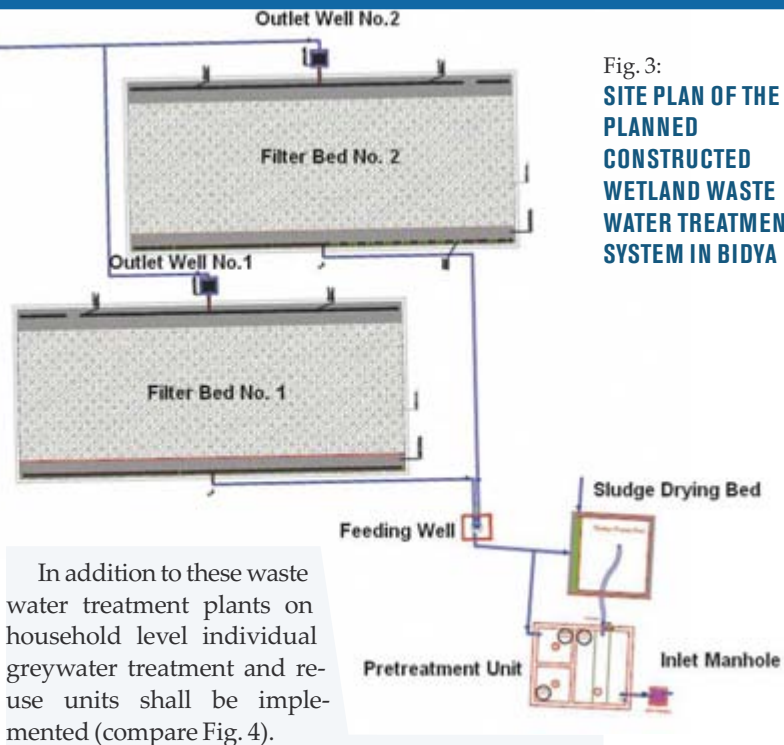 Outlet Well No.2
Fig. 3:
SITE PLAN OF THE
PLANNED
CONSTRUCTED
WETLAND WASTE
WATER TREATMEN
SYSTEM IN BIDYA
Filter Bed No. 2
Outlet Well No.1
Filter Bed No. 1
Sludge Drying Bed
Feeding Well
Pretreatment Unit
Inlet Manhole
In addition to these waste
water treatment plants on
household level individual
greywater treatment and re-
use units shall be imple-
mented (compare Fig. 4).